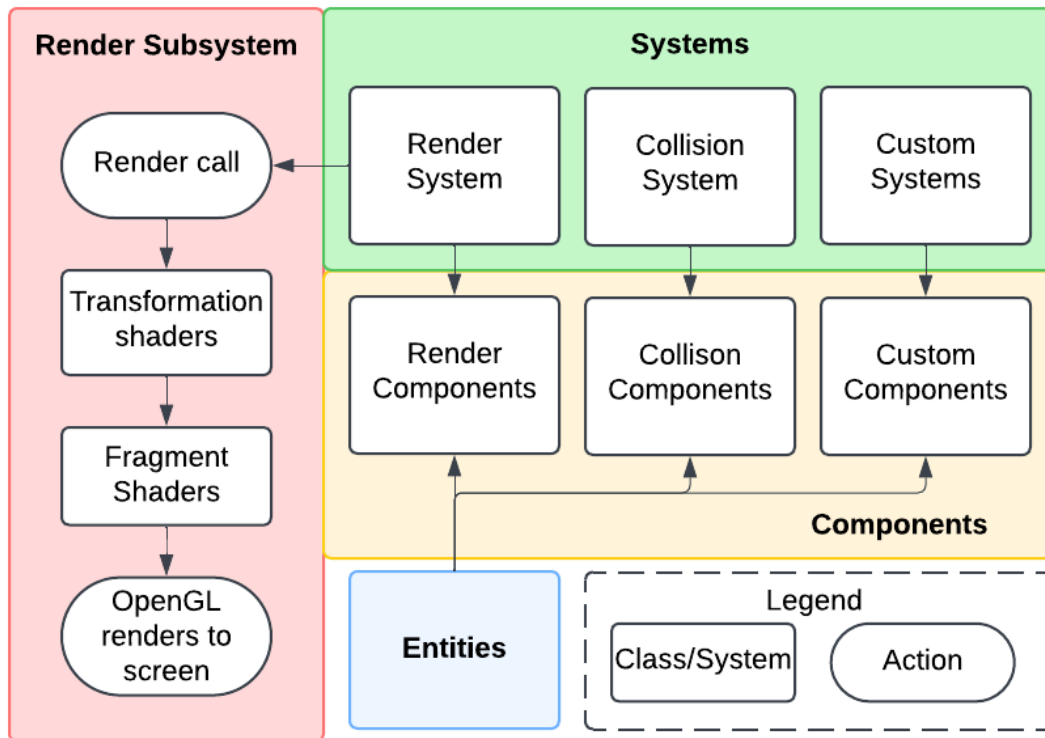 Render Subsystem
Render call
Transformation
shaders
Fragment
Shaders
OpenGL
renders to
screen
Systems
Render
System
Collision
System
Custom
Systems
Render
Components
Collison
Components
Custom
Components
Components
Entities
Legend
Class/System
Action